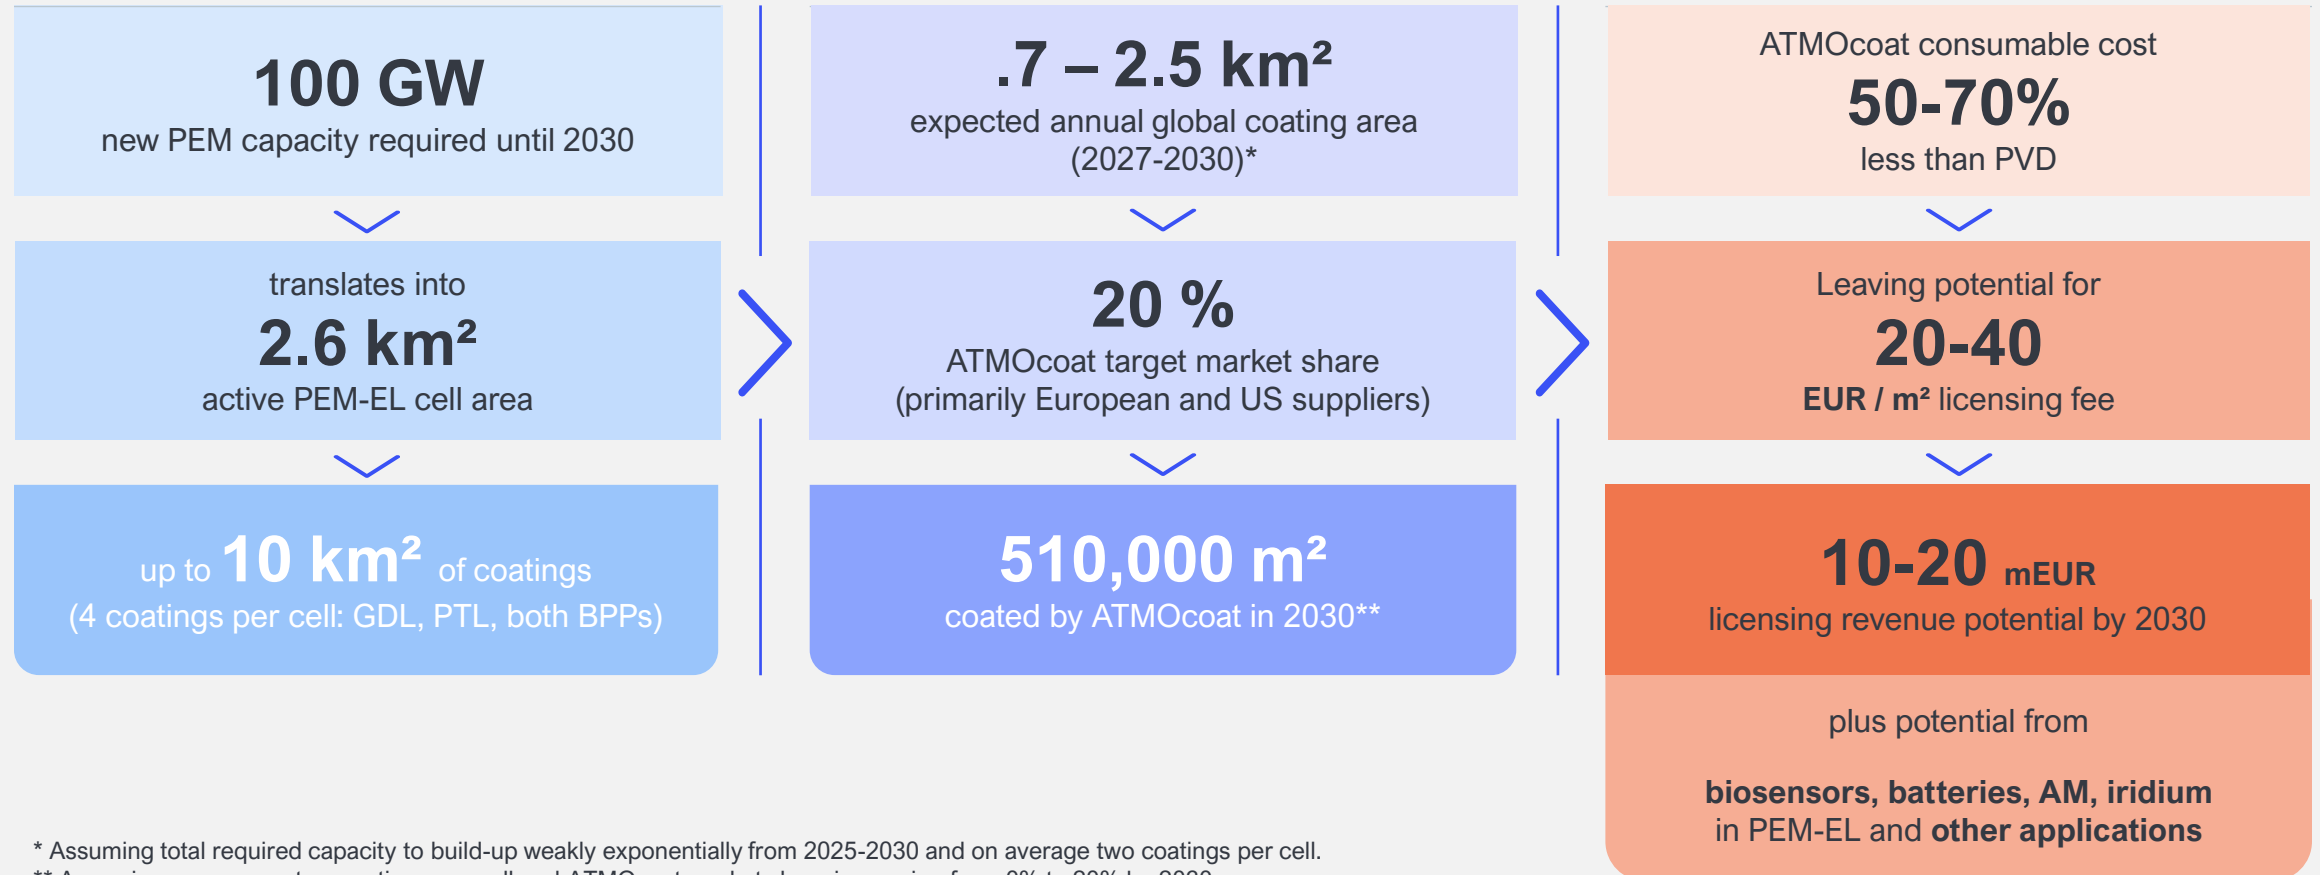 100 GW
new PEM capacity required until 2030
translates into
2.6 km²
active PEM-EL cell area
up to 10 km² of coatings
(4 coatings per cell: GDL, PTL, both BPPs)
.7 – 2.5 km²
expected annual global coating area
(2027-2030)*
20 %
ATMOcoat target market share
(primarily European and US suppliers)
510,000 m²
coated by ATMOcoat in 2030**
ATMOcoat consumable cost
50-70%
less than PVD
Leaving potential for
20-40
EUR / m² licensing fee
10-20 mEUR
licensing revenue potential by 2030
plus potential from
biosensors, batteries, AM, iridium
in PEM-EL and other applications
* Assuming total required capacity to build-up weakly exponentially from 2025-2030 and on average two coatings per cell.